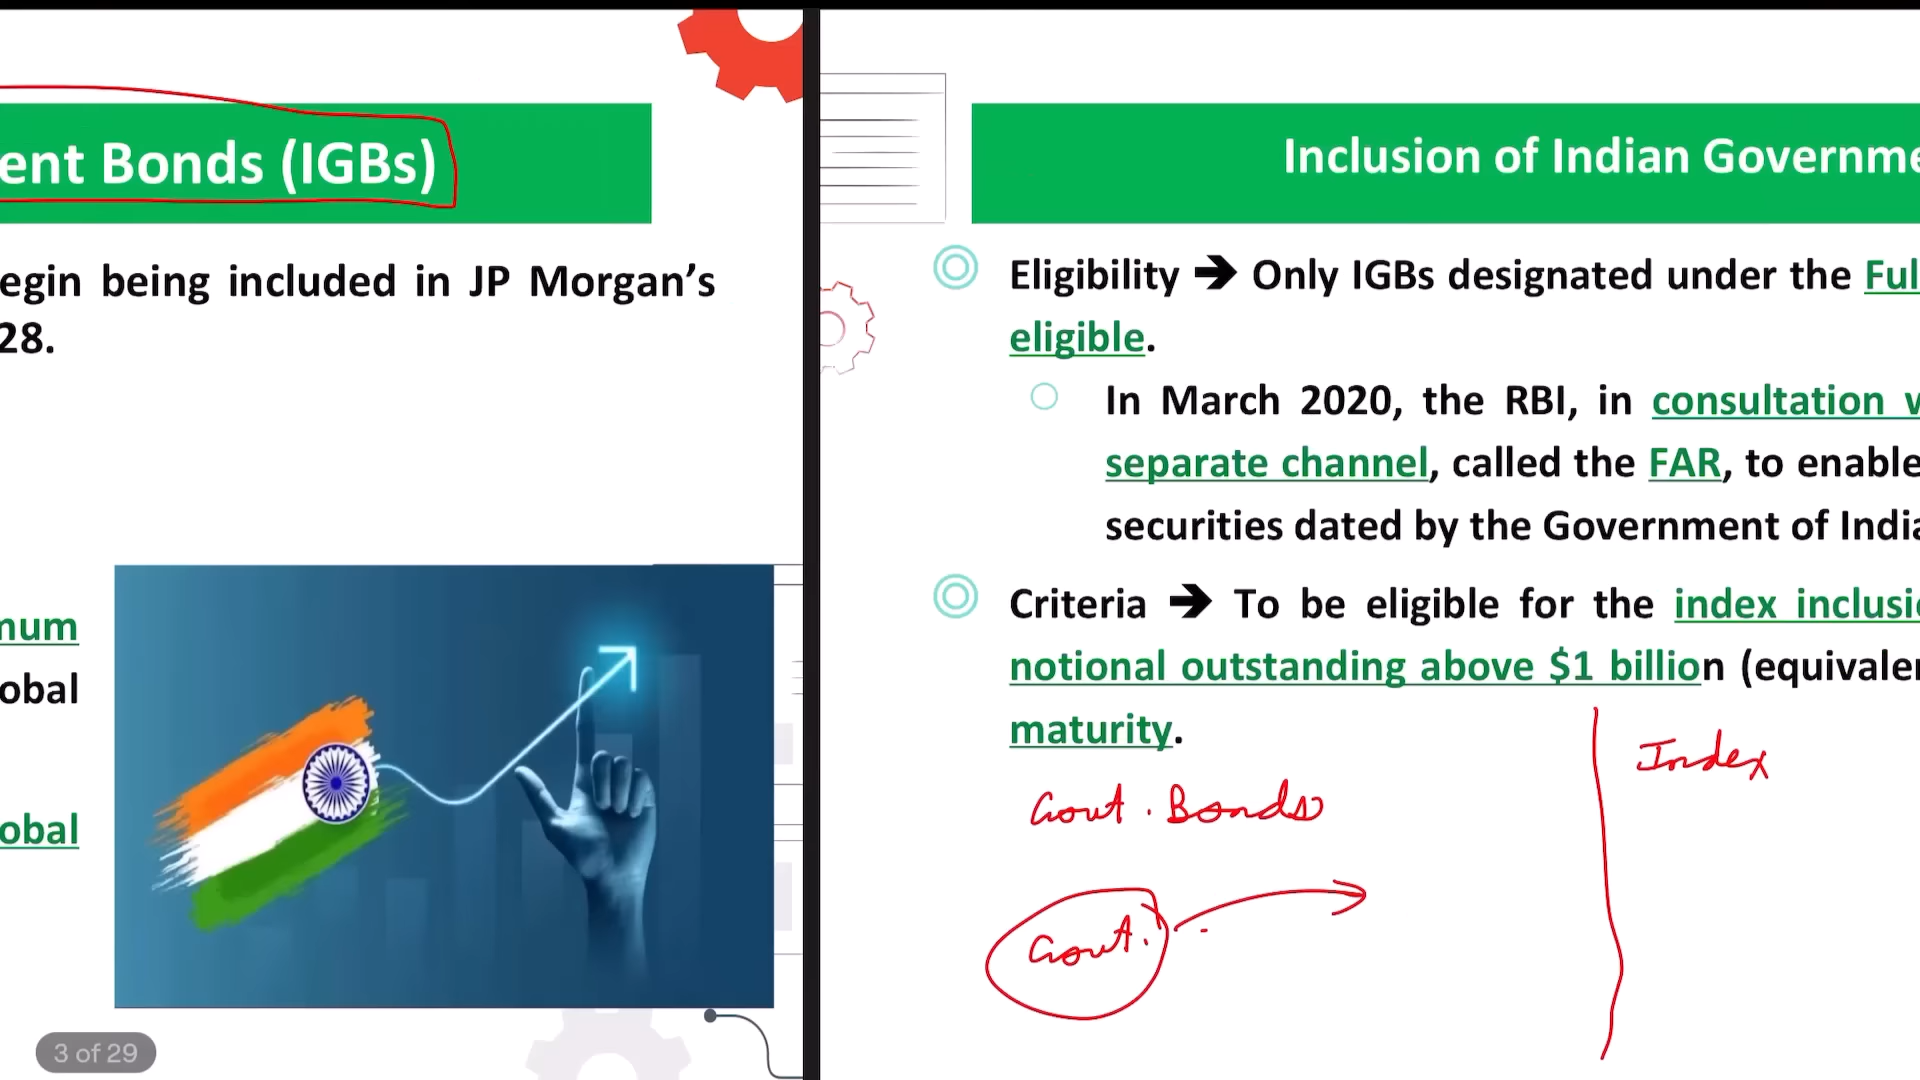 ent Bonds (IGBs)
egin being included in JP Morgan’s
28.
mum
obal
obal
3 of 29
Inclusion of Indian Governme
Eligibility ➔ Only IGBs designated under the Ful
eligible.
In March 2020, the RBI, in consultation w
separate channel, called the FAR, to enable
securities dated by the Government of India
Criteria ➔ To be eligible for the index inclusi
notional outstanding above $1 billion (equivalen
maturity.
Index
Govt. Bonds
Govt.